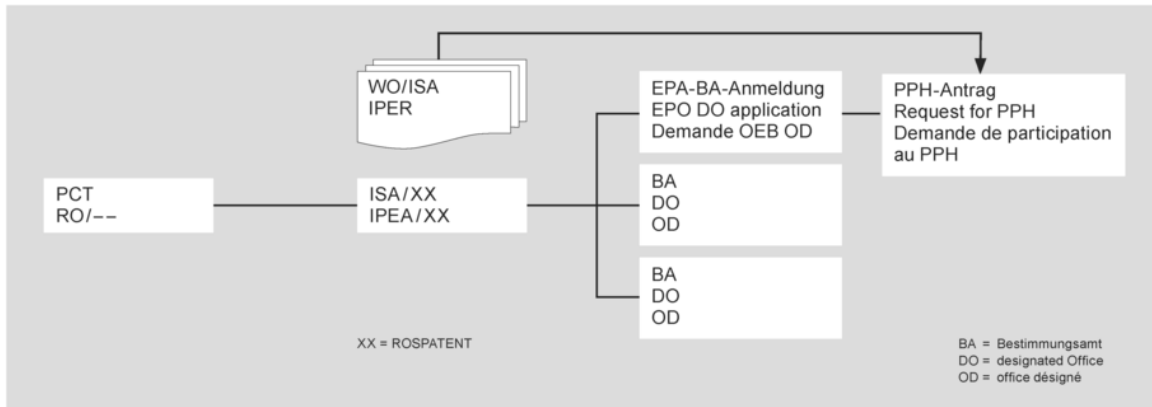 WO/ISA
IPER
EPA-BA-Anmeldung
EPO DO application
Demande OEB OD
PPH-Antrag
Request for PPH
Demande de participation
au PPH
PCT
RO/––
ISA/XX
IPEA/XX
BA
DO
OD
BA
DO
OD
XX = ROSPATENT
BA = Bestimmungsamt
DO = designated Office
OD = office désigné